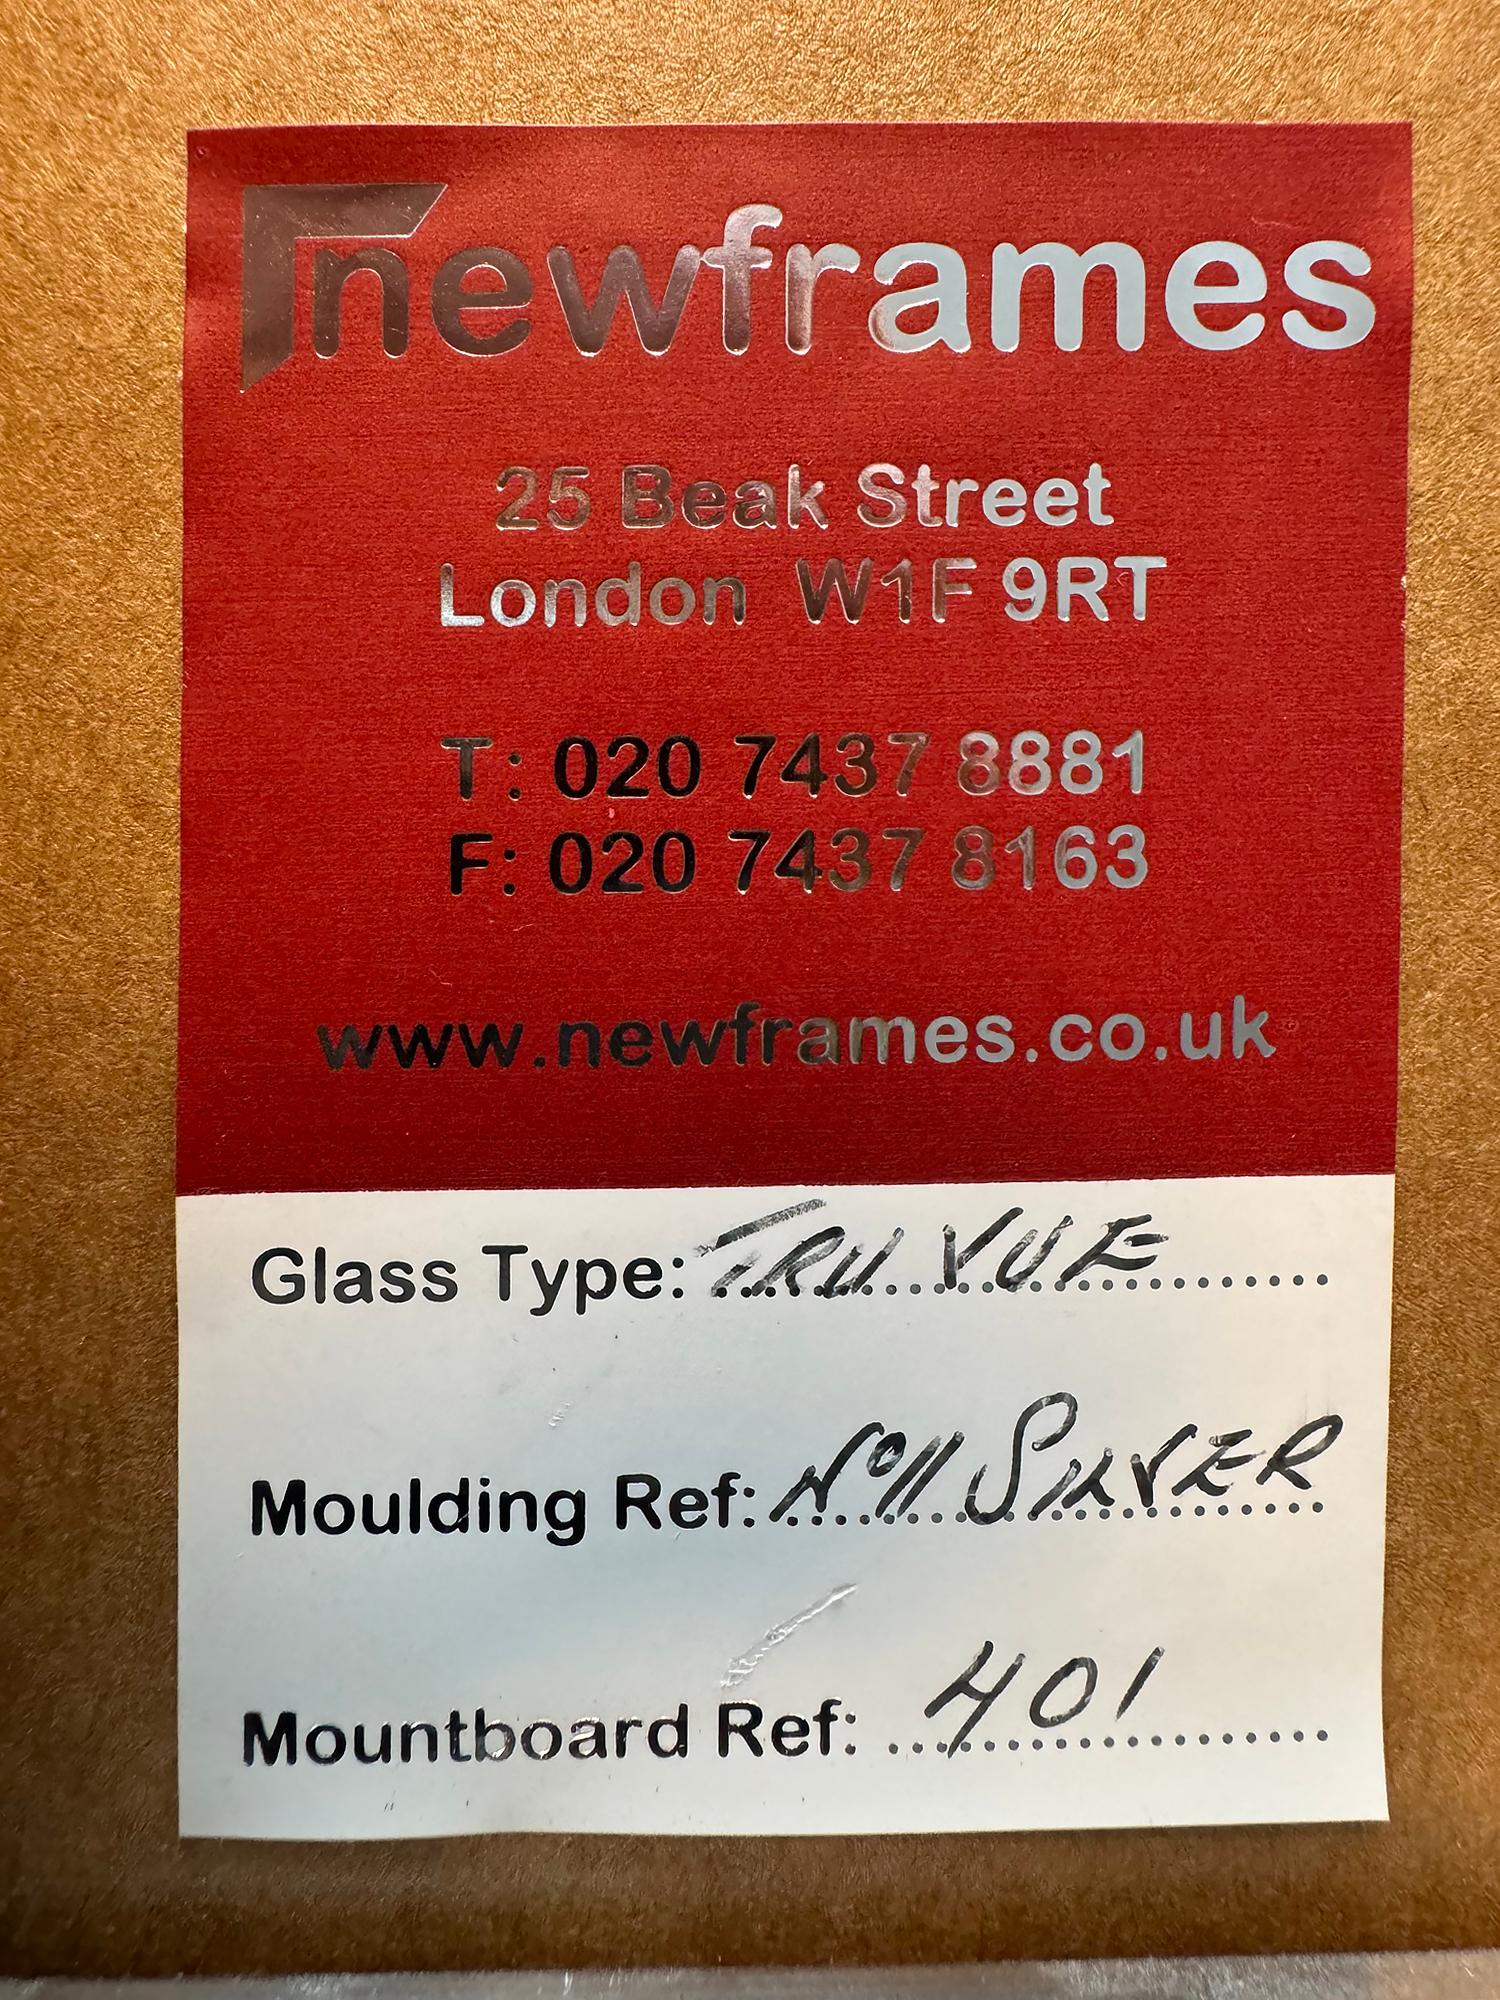 newframes
25 Beak Street
London W1F 9RT
T: 020 7437 8881
F: 020 7437 8163
www.newframes.co.uk
Glass Type: TRU VUE
Moulding Ref: No 11 SILVER
Mountboard Ref: 401